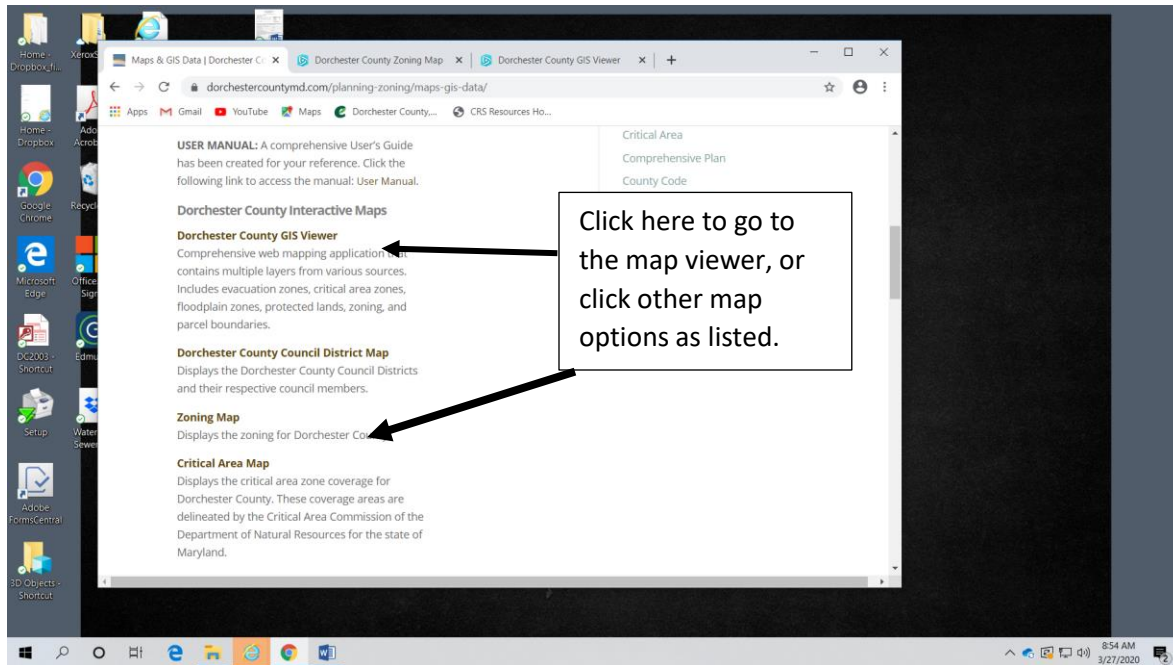 Home -
Dropbox_fi...
Maps & GIS Data | Dorchester C
Dorchester County Zoning Map
Dorchester County GIS Viewer
dorchestercountymd.com/planning-zoning/maps-gis-data/
Apps
Gmail
YouTube
Maps
Dorchester County,...
CRS Resources Ho...
Home -
Dropbox
Google
Chrome
Microsoft
Edge
DC2003 -
Shortcut
Setup
Adobe
FormsCentral
3D Objects -
Shortcut
USER MANUAL: A comprehensive User's Guide
has been created for your reference. Click the
following link to access the manual: User Manual.
Dorchester County Interactive Maps
Dorchester County GIS Viewer
Comprehensive web mapping application that
contains multiple layers from various sources.
Includes evacuation zones, critical area zones,
floodplain zones, protected lands, zoning, and
parcel boundaries.
Dorchester County Council District Map
Displays the Dorchester County Council Districts
and their respective council members.
Zoning Map
Displays the zoning for Dorchester
Critical Area Map
Displays the critical area zone coverage for
Dorchester County. These coverage areas are
delineated by the Critical Area Commission of the
Department of Natural Resources for the state of
Maryland.
Critical Area
Comprehensive Plan
County Code
Click here to go to
the map viewer, or
click other map
options as listed.
8:54 AM
3/27/2020